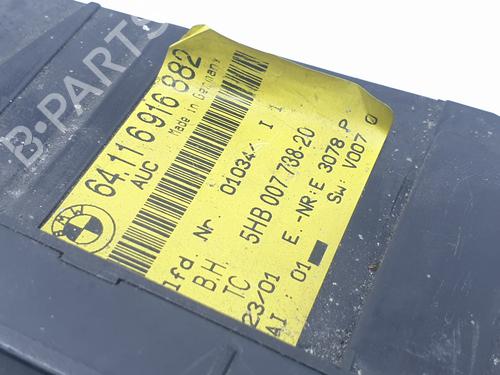 B-PARTS
64.11 6 916 882
AUC Made in Germany
lfd Nr. 01034 I 1
B.H. 5HB 007 738-20
TC
23/01 E.-NR:E 3078.P
AI : 01 SW: V007 0